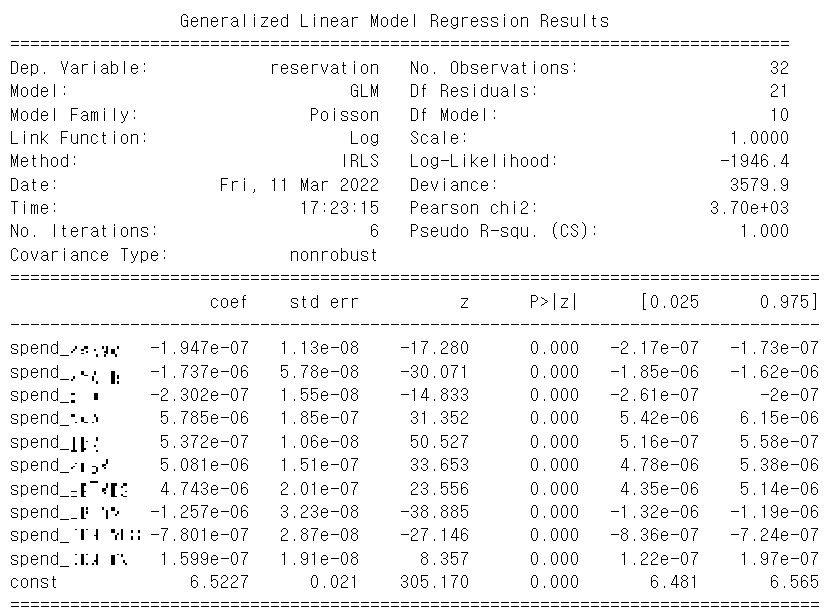 Generalized Linear Model Regression Results
==============================================================================
Dep. Variable: reservation No. Observations: 32
Model: GLM Df Residuals: 21
Model Family: Poisson Df Model: 10
Link Function: Log Scale: 1.0000
Method: IRLS Log-Likelihood: -1946.4
Date: Fri, 11 Mar 2022 Deviance: 3579.9
Time: 17:23:15 Pearson chi2: 3.70e+03
No. Iterations: 6 Pseudo R-squ. (CS): 1.000
Covariance Type: nonrobust
=================================================================================
coef std err z P>|z| [0.025 0.975]
---------------------------------------------------------------------------------
spend_ -1.947e-07 1.13e-08 -17.280 0.000 -2.17e-07 -1.73e-07
spend_ -1.737e-06 5.78e-08 -30.071 0.000 -1.85e-06 -1.62e-06
spend_ -2.302e-07 1.55e-08 -14.833 0.000 -2.61e-07 -2e-07
spend_ 5.785e-06 1.85e-07 31.352 0.000 5.42e-06 6.15e-06
spend_ 5.372e-07 1.06e-08 50.527 0.000 5.16e-07 5.58e-07
spend_ 5.081e-06 1.51e-07 33.653 0.000 4.78e-06 5.38e-06
spend_ 4.743e-06 2.01e-07 23.556 0.000 4.35e-06 5.14e-06
spend_ -1.257e-06 3.23e-08 -38.885 0.000 -1.32e-06 -1.19e-06
spend_ -7.801e-07 2.87e-08 -27.146 0.000 -8.36e-07 -7.24e-07
spend_ 1.599e-07 1.91e-08 8.357 0.000 1.22e-07 1.97e-07
const 6.5227 0.021 305.170 0.000 6.481 6.565
=================================================================================